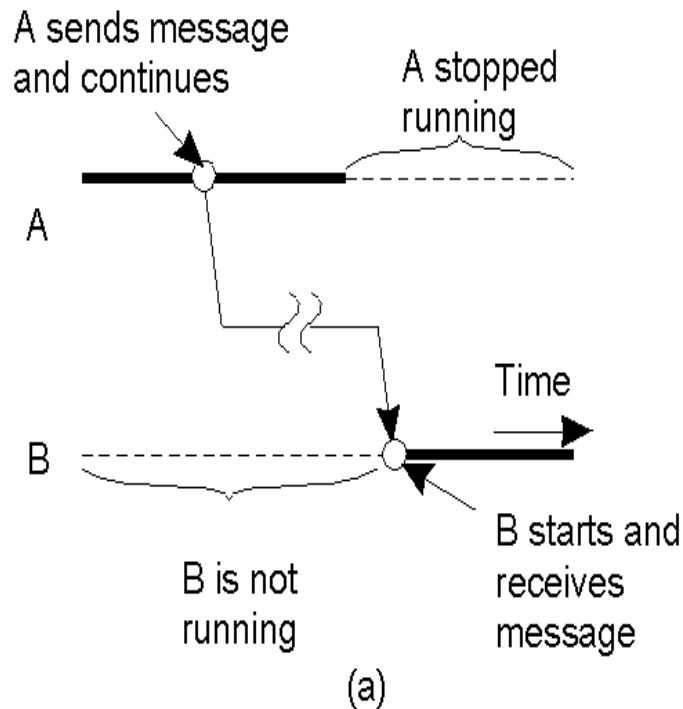 A sends message
and continues
A stopped
running
A
Time
B
B is not
running
B starts and
receives
message
(a)